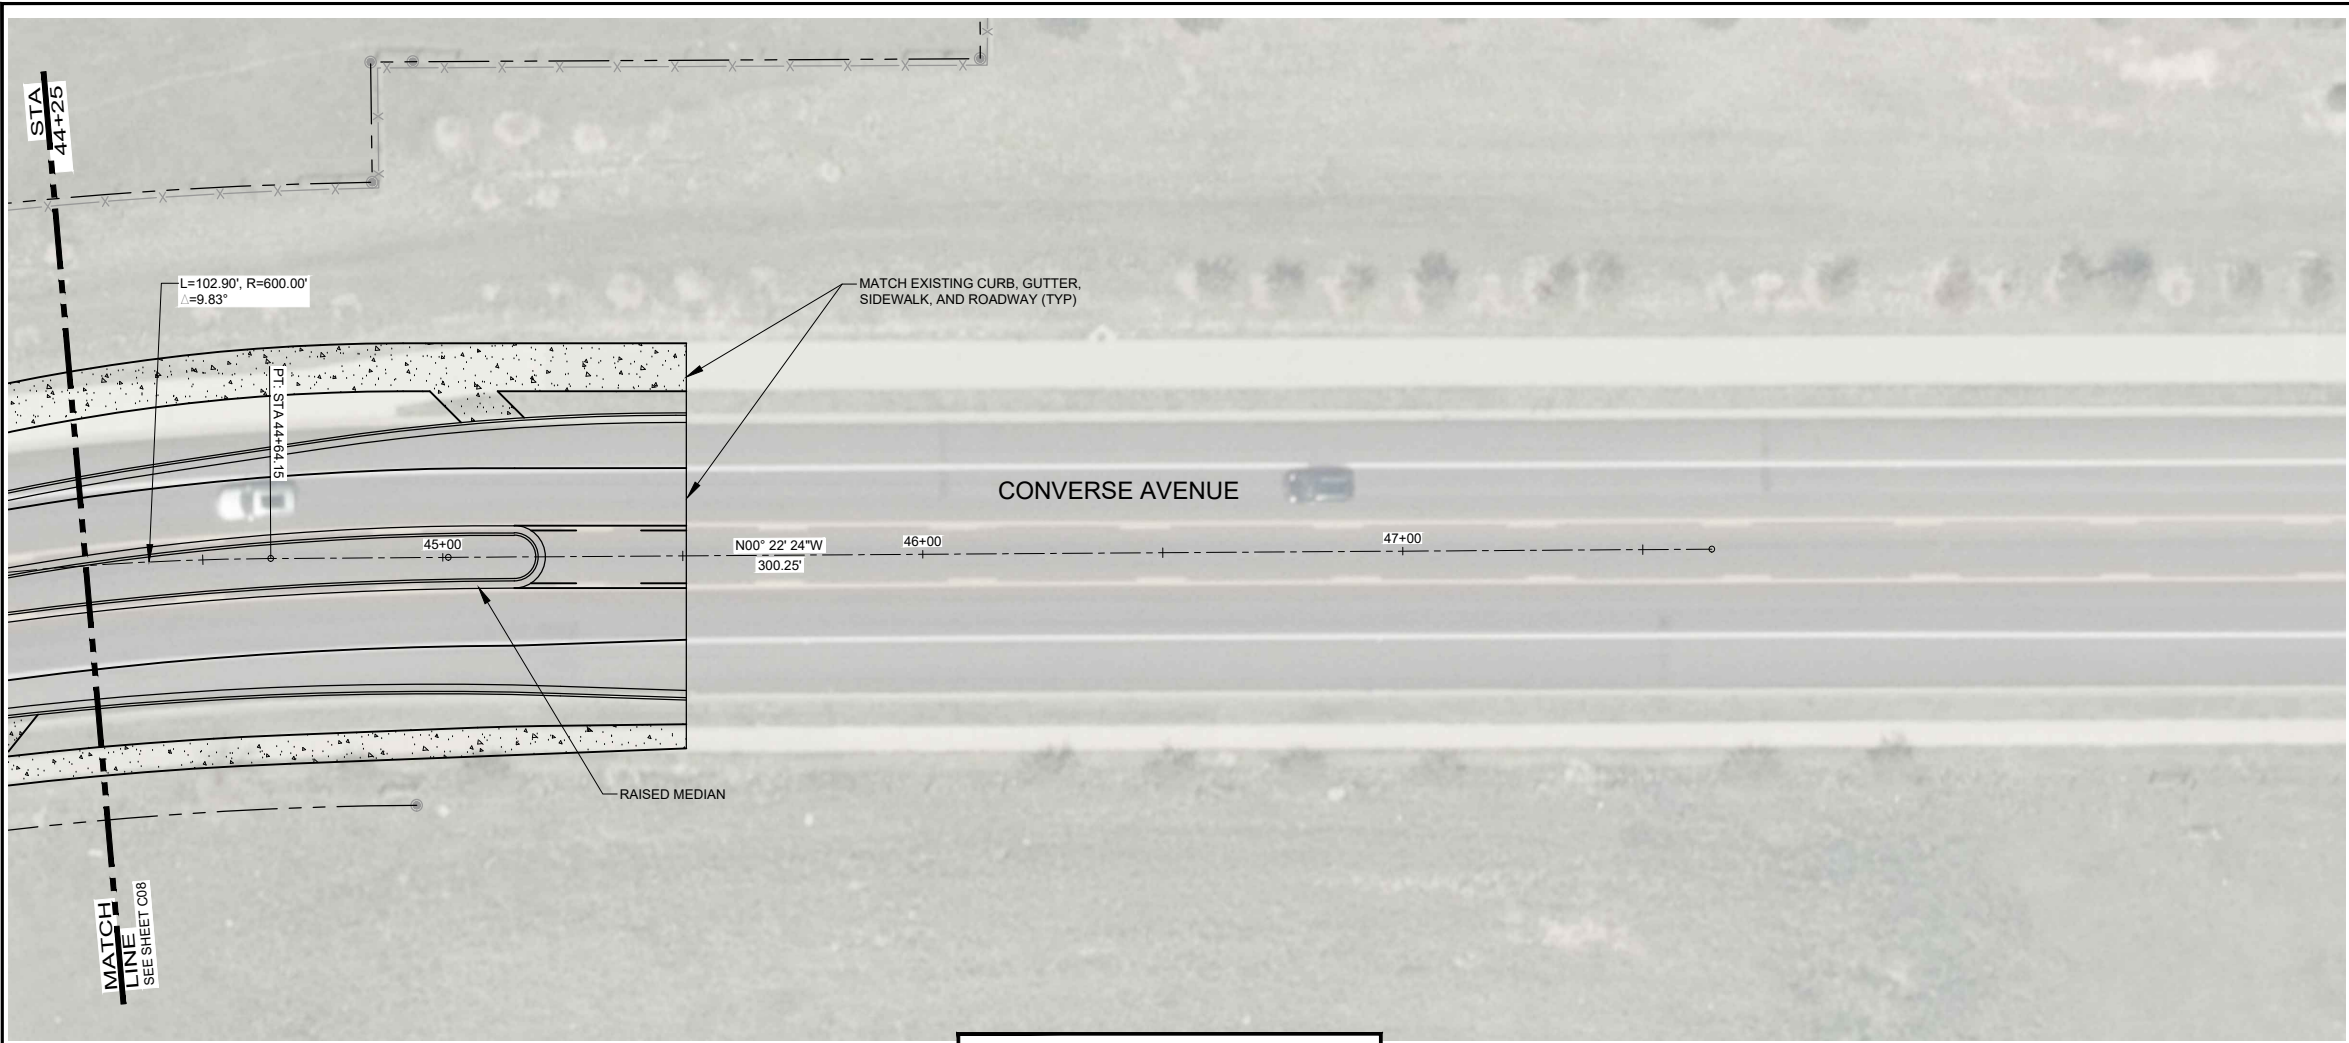 STA
44+25
L=102.90', R=600.00'
△=9.83°
MATCH EXISTING CURB, GUTTER,
SIDEWALK, AND ROADWAY (TYP)
PT: STA 44+64.15
CONVERSE AVENUE
45+00
N00° 22' 24"W
300.25'
46+00
47+00
RAISED MEDIAN
MATCH
LINE
SEE SHEET C08